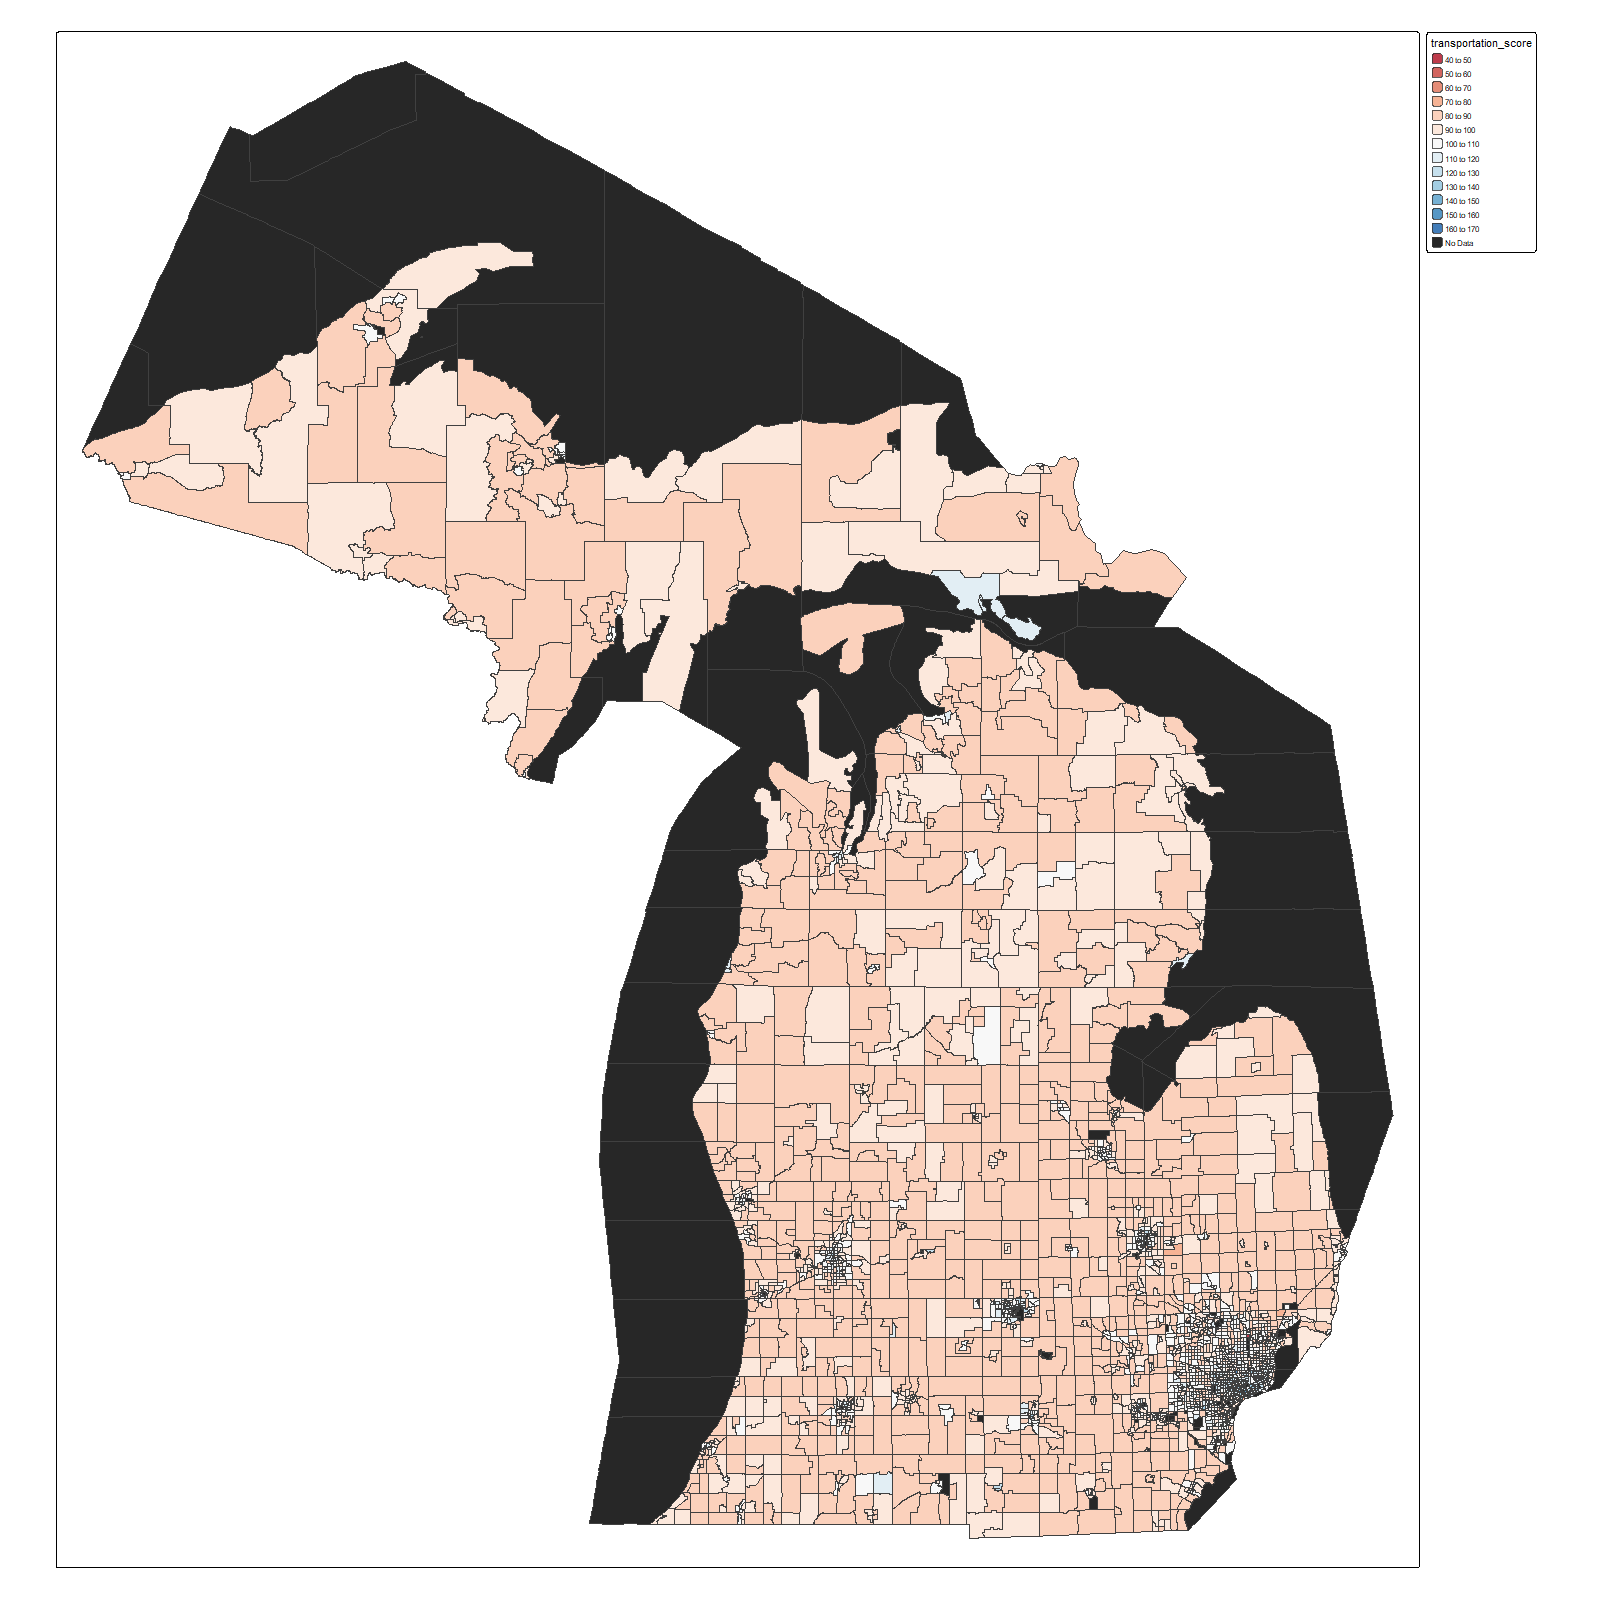 transportation_score
40 to 50
50 to 60
60 to 70
70 to 80
80 to 90
90 to 100
100 to 110
110 to 120
120 to 130
130 to 140
140 to 150
150 to 160
160 to 170
No Data